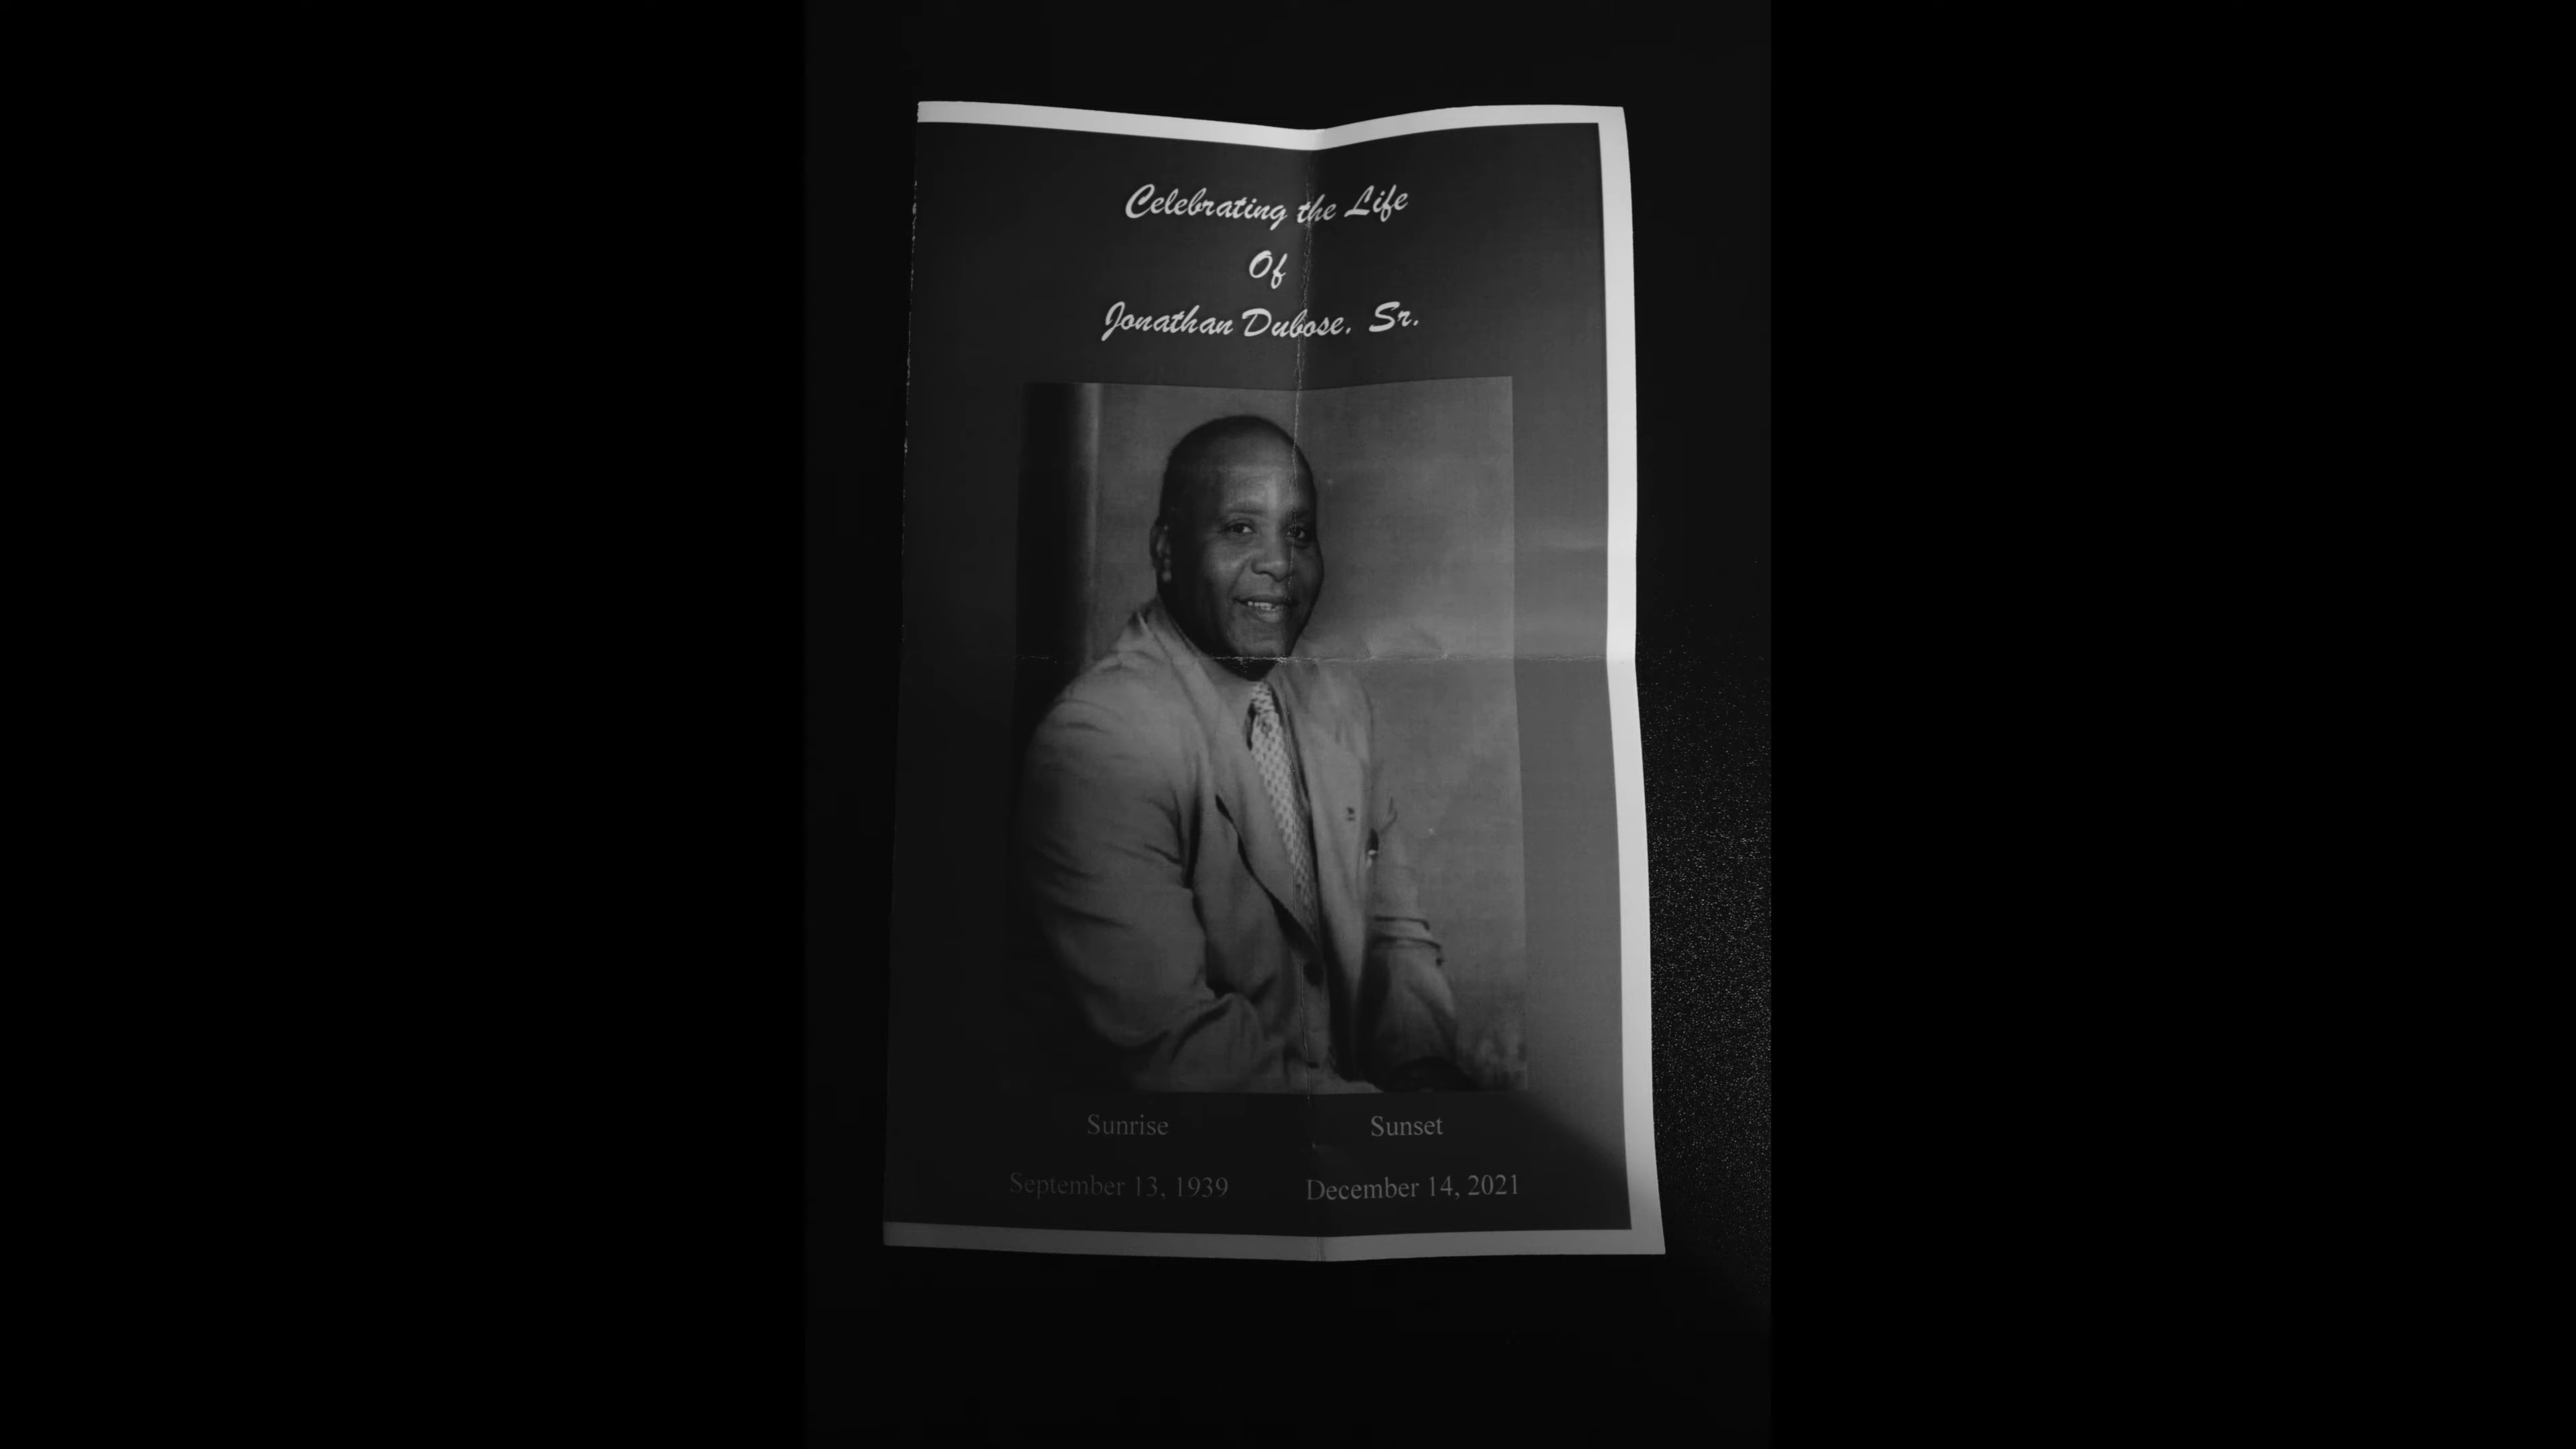 Celebrating the Life
Of
Jonathan Dubose. Sr.
Sunrise Sunset
September 13, 1939 December 14, 2021